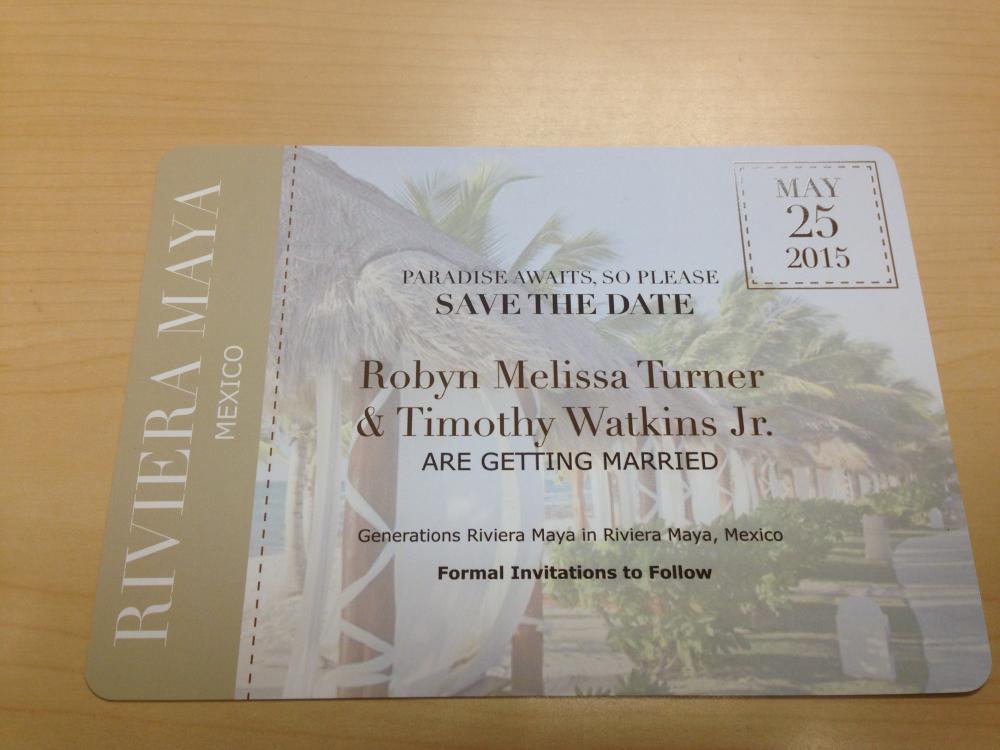 RIVIERA MAYA
MEXICO
MAY
25
2015
PARADISE AWAITS, SO PLEASE
SAVE THE DATE
Robyn Melissa Turner
& Timothy Watkins Jr.
ARE GETTING MARRIED
Generations Riviera Maya in Riviera Maya, Mexico
Formal Invitations to Follow